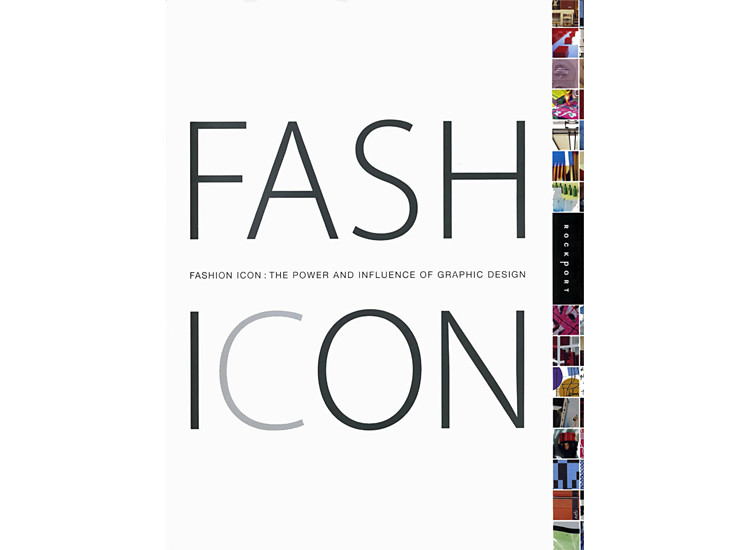 FASH
FASHION ICON : THE POWER AND INFLUENCE OF GRAPHIC DESIGN
ICON
ROCKPORT